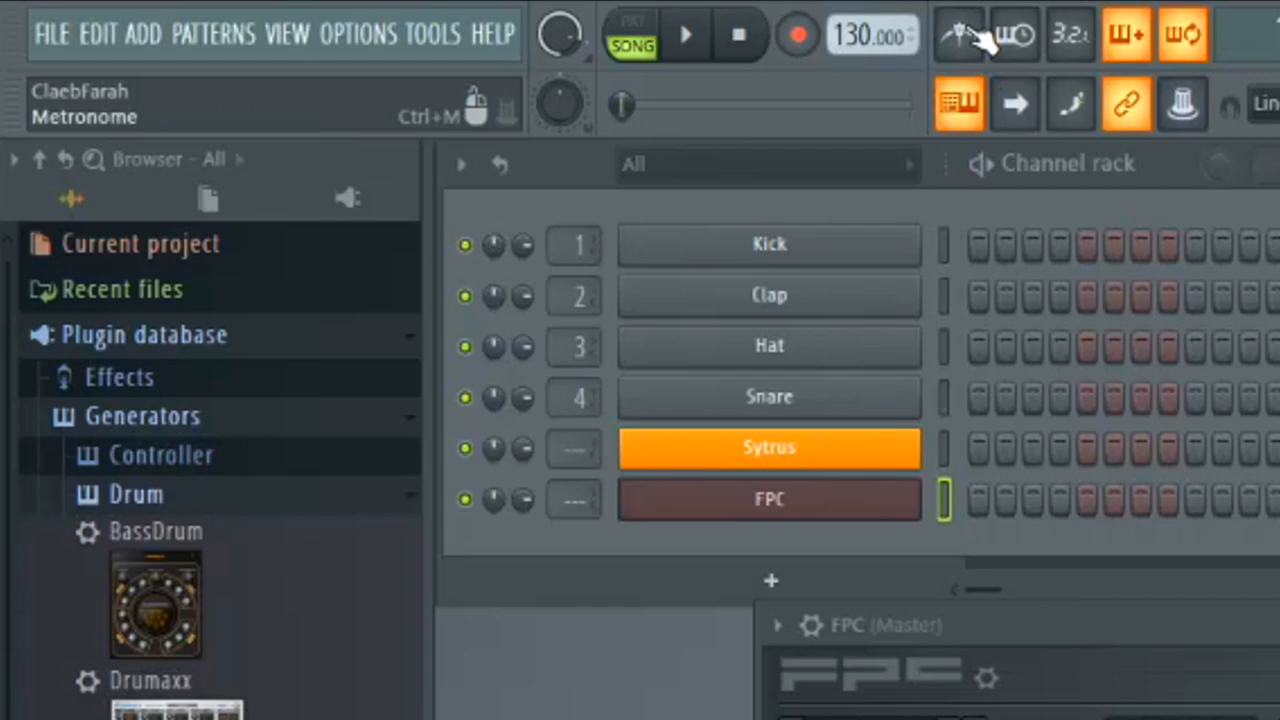 FILE EDIT ADD PATTERNS VIEW OPTIONS TOOLS HELP
PAT
SONG
130.000
3.2.1
ClaebFarah
Metronome
Ctrl+M
Lin
Browser - All
All
Channel rack
Current project
Recent files
Plugin database
Effects
Generators
Controller
Drum
BassDrum
Drumaxx
1
Kick
2
Clap
3
Hat
4
Snare
---
Sytrus
---
FPC
+
FPC (Master)
FPC